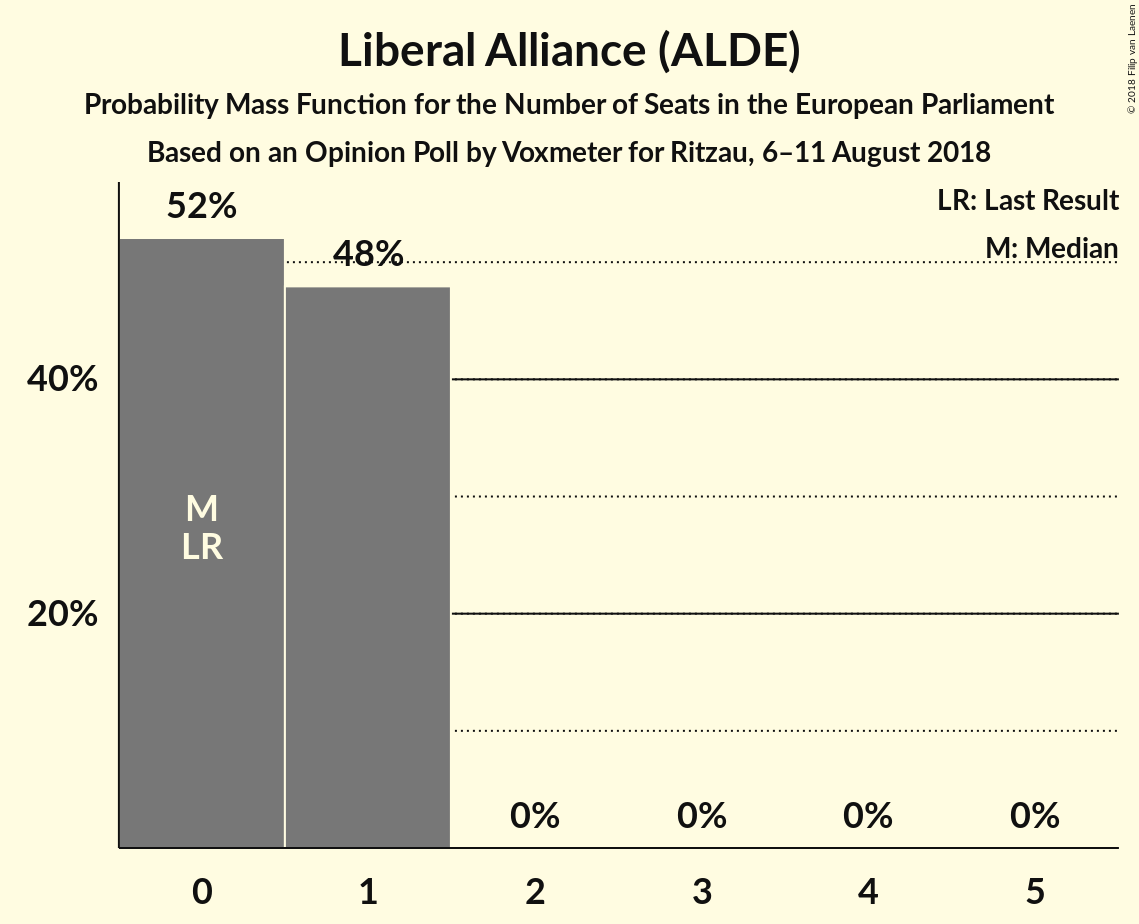 Liberal Alliance (ALDE)
Probability Mass Function for the Number of Seats in the European Parliament
Based on an Opinion Poll by Voxmeter for Ritzau, 6–11 August 2018
© 2018 Filip van Laenen
LR: Last Result
M: Median
52%
48%
40%
20%
M
LR
0%
0%
0%
0%
0
1
2
3
4
5